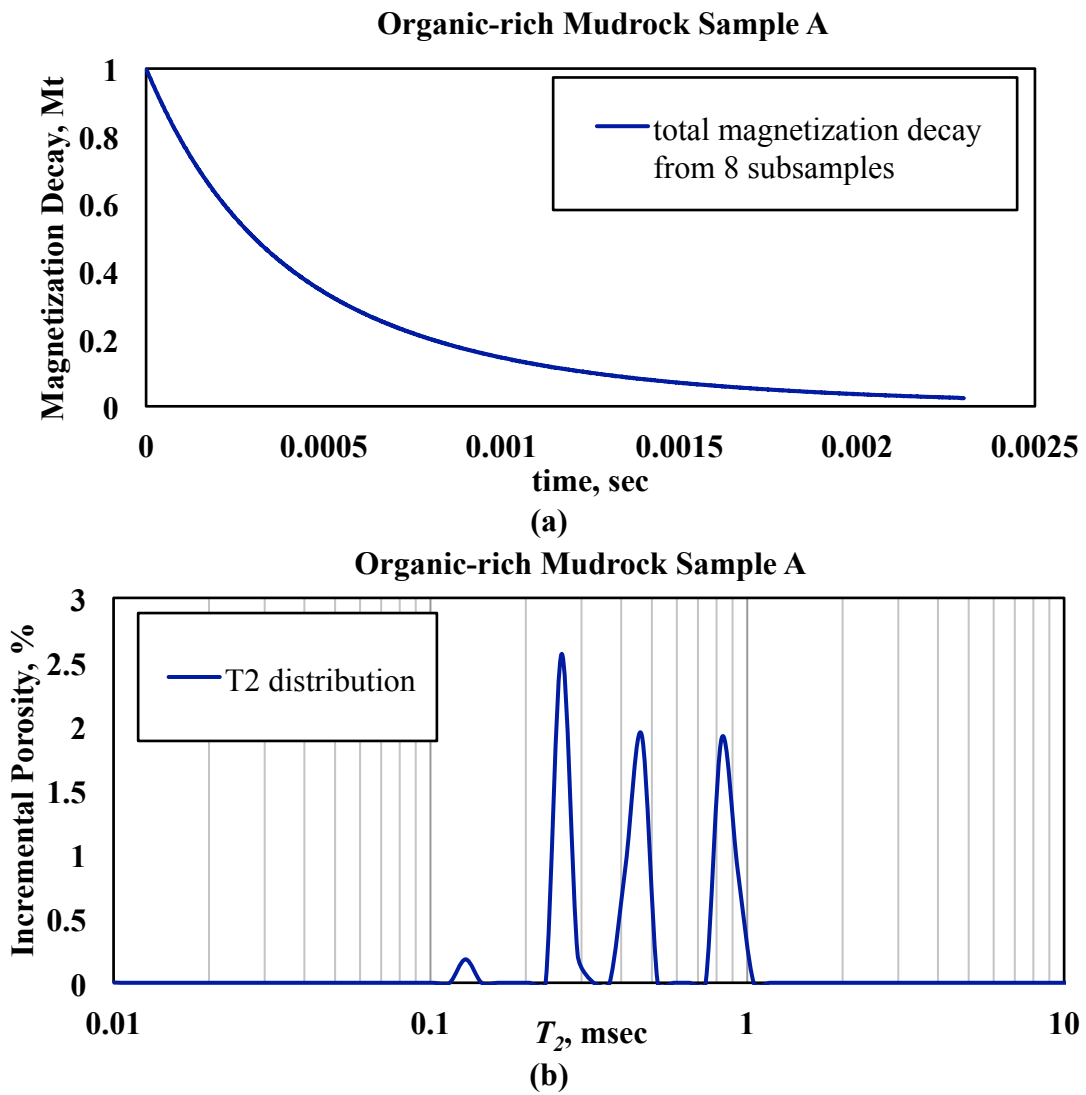 Organic-rich Mudrock Sample A
Magnetization Decay, Mt
1
0.8
0.6
0.4
0.2
0
total magnetization decay
from 8 subsamples
0 0.0005 0.001 0.0015 0.002 0.0025
time, sec
(a)
Organic-rich Mudrock Sample A
Incremental Porosity, %
3
2.5
2
1.5
1
0.5
0
T2 distribution
0.01 0.1 1 10
T2, msec
(b)